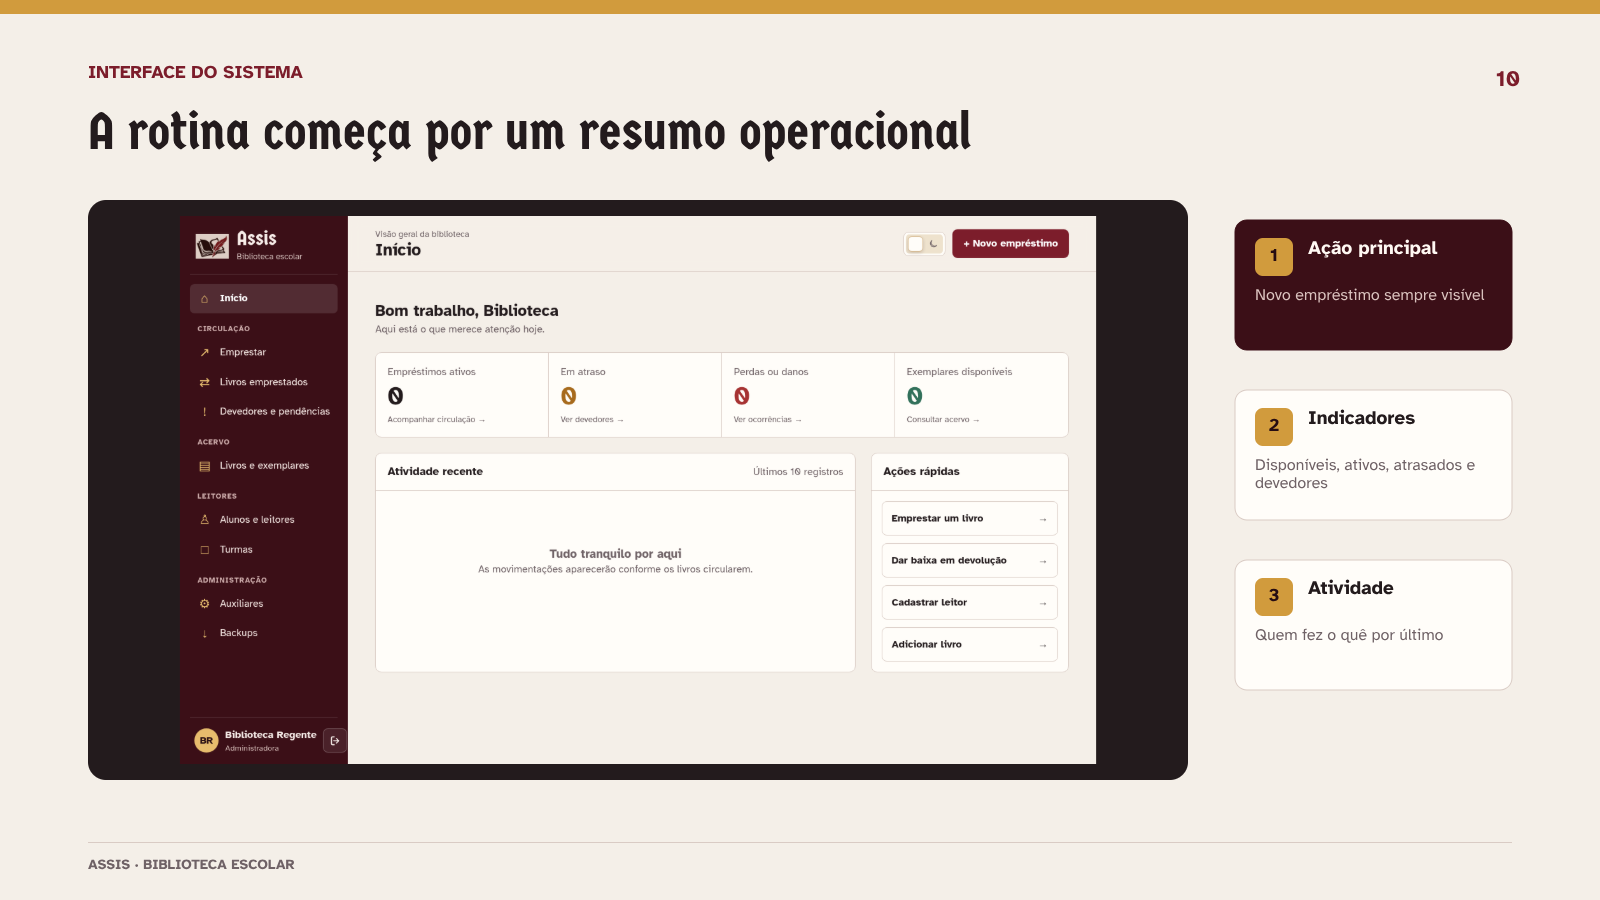 INTERFACE DO SISTEMA
10
A rotina começa por um resumo operacional
Assis
Biblioteca escolar
Início
CIRCULAÇÃO
Emprestar
Livros emprestados
Devedores e pendências
ACERVO
Livros e exemplares
LEITORES
Alunos e leitores
Turmas
ADMINISTRAÇÃO
Auxiliares
Backups
BR
Biblioteca Regente
Administradora
Visão geral da biblioteca
Início
+ Novo empréstimo
Bom trabalho, Biblioteca
Aqui está o que merece atenção hoje.
Empréstimos ativos
0
Acompanhar circulação →
Em atraso
0
Ver devedores →
Perdas ou danos
0
Ver ocorrências →
Exemplares disponíveis
0
Consultar acervo →
Atividade recente
Últimos 10 registros
Tudo tranquilo por aqui
As movimentações aparecerão conforme os livros circularem.
Ações rápidas
Emprestar um livro →
Dar baixa em devolução →
Cadastrar leitor →
Adicionar livro →
1
Ação principal
Novo empréstimo sempre visível
2
Indicadores
Disponíveis, ativos, atrasados e
devedores
3
Atividade
Quem fez o quê por último
ASSIS · BIBLIOTECA ESCOLAR